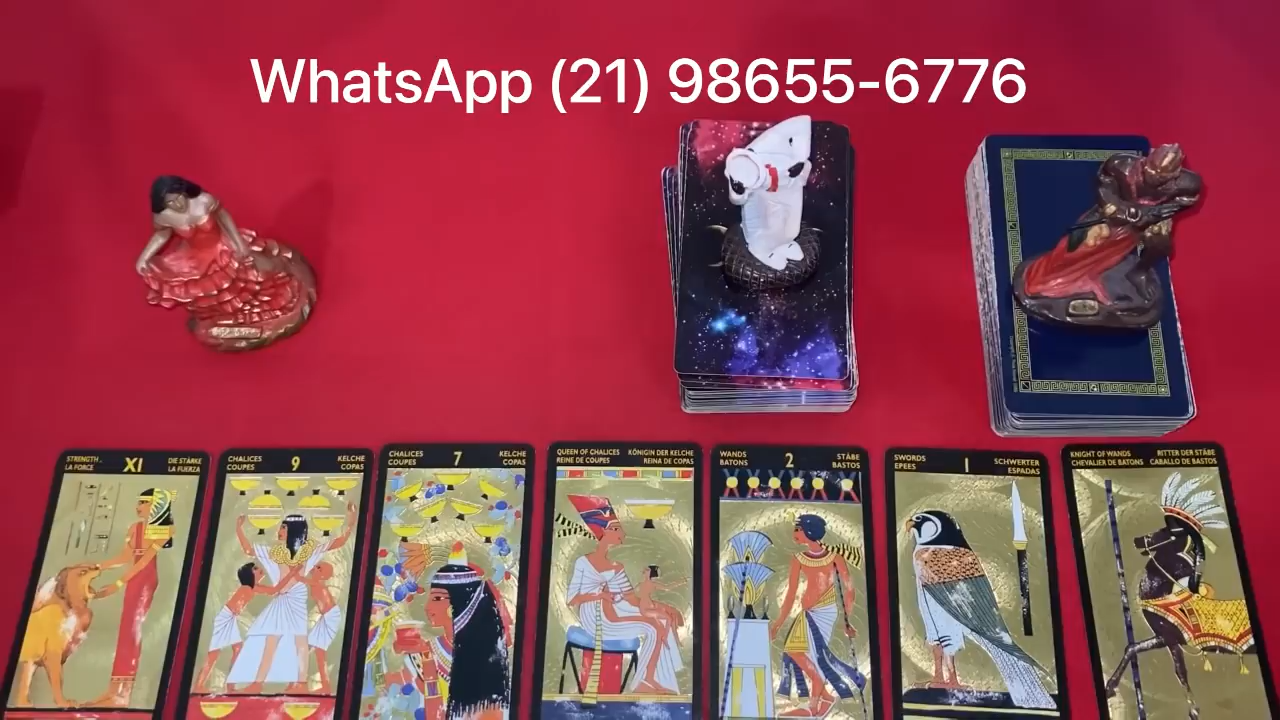 WhatsApp (21) 98655-6776
STRENGTH
LA FORCE
XI
DIE STÄRKE
LA FUERZA
CHALICES
COUPES
9
KELCHE
COPAS
CHALICES
COUPES
7
KELCHE
COPAS
QUEEN OF CHALICES
REINE DE COUPES
KÖNIGIN DER KELCHE
REINA DE COPAS
WANDS
BATONS
2
STÄBE
BASTOS
SWORDS
EPEES
1
SCHWERTER
ESPADAS
KNIGHT OF WANDS
CHEVALIER DE BATONS
RITTER DER STÄBE
CABALLO DE BASTOS